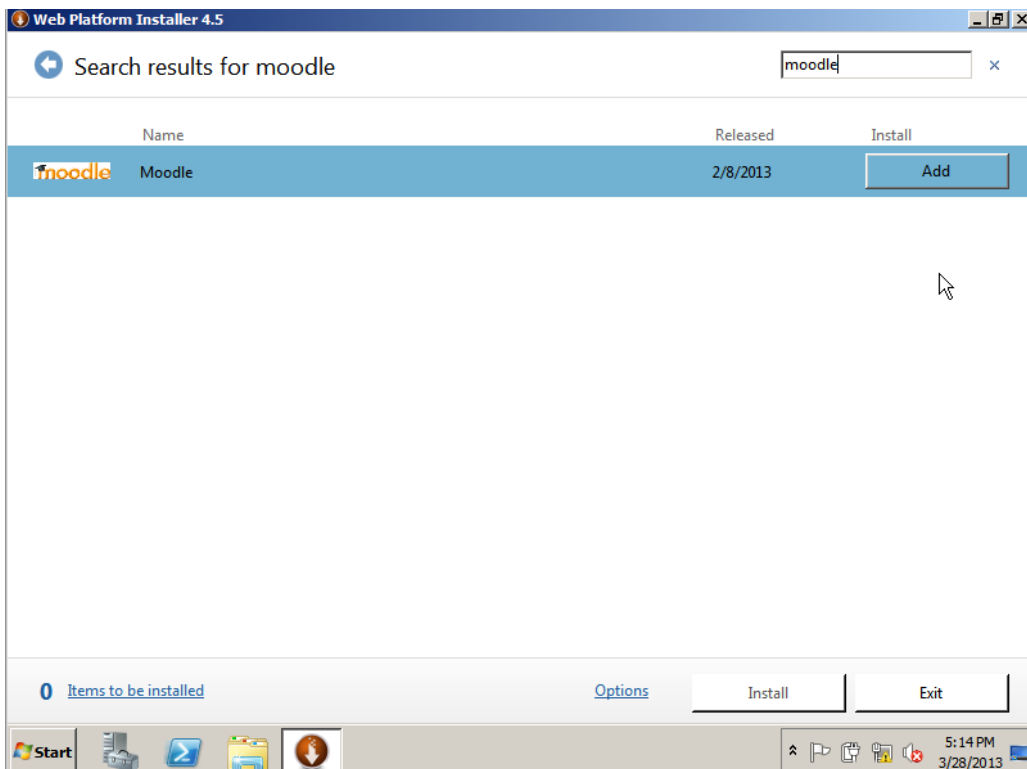 Web Platform Installer 4.5
Search results for moodle
moodle
Name Released Install
moodle Moodle 2/8/2013 Add
0 Items to be installed Options Install Exit
Start
5:14 PM
3/28/2013